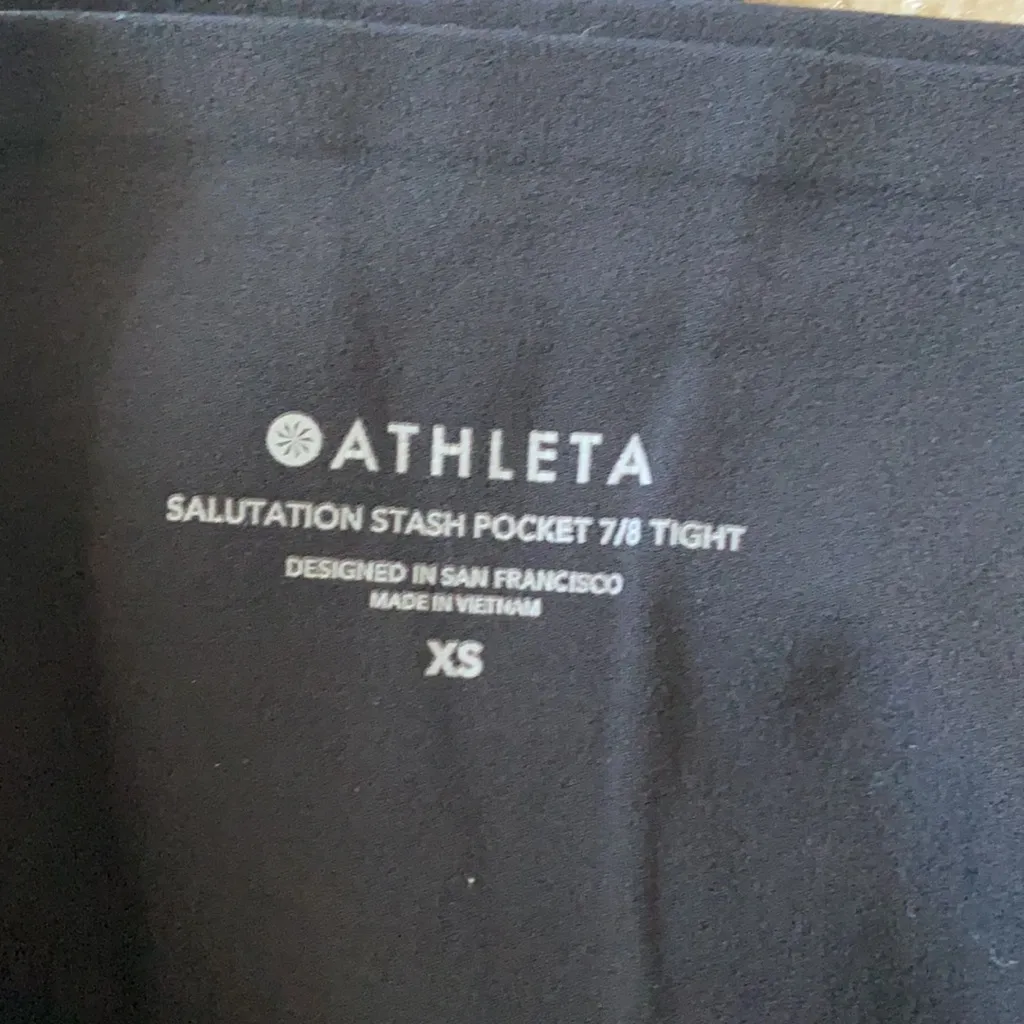 ATHLETA
SALUTATION STASH POCKET 7/8 TIGHT
DESIGNED IN SAN FRANCISCO
MADE IN VIETNAM
XS